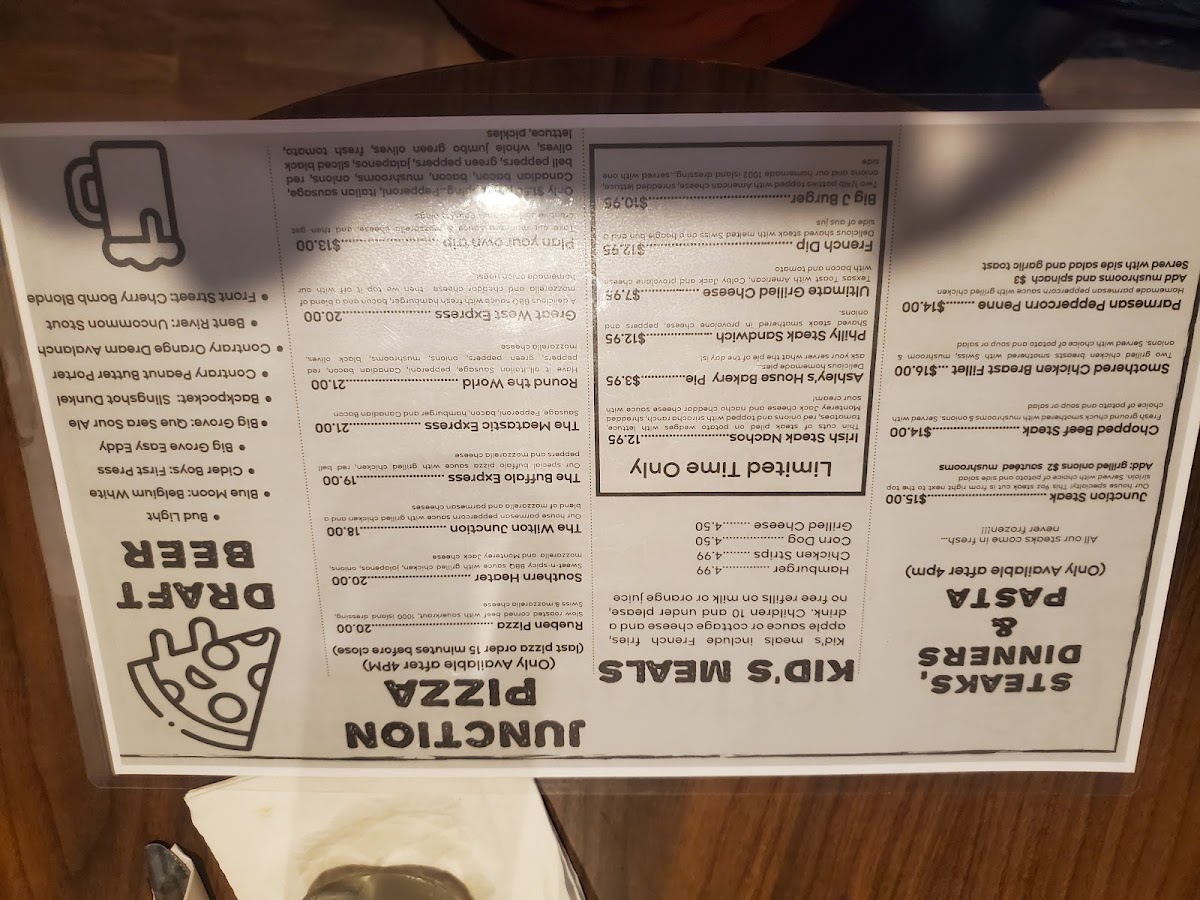 STEAKS,
DINNERS
&
PASTA
(Only Available after 4pm)
All our steaks come in fresh...
never frozen!!!
Junction Steak ........................$15.00
Our house specialty! This 9oz steak cut is from right next to the top
sirloin. Served with choice of potato and side salad
Add: grilled onions $2 sautéed mushrooms
Chopped Beef Steak ....................$14.00
Fresh ground chuck smothered with mushrooms & onions, Served with
choice of potato and soup or salad
Smothered Chicken Breast Fillet ...$16.00
Two grilled chicken breasts smothered with Swiss, mushrooms &
onions. Served with choice of potato and soup or salad
Parmesan Peppercorn Penne ........$14.00
Homemade parmesan peppercorn sauce with grilled chicken
Add mushrooms and spinach $3
Served with side salad and garlic toast
KID'S MEALS
Kid's meals include French fries,
apple sauce or cottage cheese and a
drink. Children 10 and under, please,
no free refills on milk or orange juice
Hamburger ........4.99
Chicken Strips ........4.99
Corn Dog ..........4.50
Grilled Cheese ........4.50
Limited Time Only
Irish Steak Nachos........................12.95
Thin cuts of steak piled on potato wedges with lettuce,
tomatoes, red onions and topped with sriracha ranch, shredded
Monterey Jack cheese and nacho cheddar cheese sauce with
sour cream
Ashley's House Bakery Pie...........$3.95
Delicious homemade pies...
ask your server what the pie of the day is!
Philly Steak Sandwich ..................$12.95
Shaved steak smothered in provolone cheese, peppers and
onions.
Ultimate Grilled Cheese ................$7.95
Texas Toast with American, Colby Jack and provolone cheese
with bacon and tomato
French Dip ....................................$12.95
Delicious shaved steak with melted Swiss on a hoagie bun and a
side of aus jus
Big J Burger...................................$10.95
Two 1/4lb patties topped with American cheese, shredded lettuce,
onions and our homemade 1002 island dressing...served with one
side
JUNCTION
PIZZA
(Only Available after 4PM)
(last pizza order 15 minutes before close)
Rueben Pizza ..............................20.00
Slow roasted corned beef with sauerkraut, 1000 island dressing,
Swiss & mozzarella cheese
Southern Heater ........................20.00
Sweet-n-spicy BBQ sauce with grilled chicken, jalapenos, onions,
mozzarella and Monterey Jack cheese
The Wilton Junction ....................18.00
Our house parmesan peppercorn sauce with grilled chicken and a
blend of mozzarella and parmesan cheeses
The Buffalo Express ....................19.00
Our special buffalo pizza sauce with grilled chicken, red bell
peppers and mozzarella cheese
The Meatastic Express ................21.00
Sausage, Pepperoni, bacon, hamburger and Canadian Bacon
Round the World ........................21.00
Have it all...Italian Sausage, pepperoni, Canadian bacon, red
peppers, green peppers, onions, mushrooms, black olives,
mozzarella cheese
Great West Express ....................20.00
A delicious BBQ sauce with fresh hamburger, bacon and a blend of
mozzarella and cheddar cheese. then we top it off with our
homemade onion rings!
Plan your own trip ........................$13.00
Ture our marinara sauce & mozzarella cheese, and then get
creative
Only $1.50 topping...Pepperoni, Italian sausage,
Canadian bacon, bacon, mushrooms, onions, red
bell peppers, green peppers, jalapenos, sliced black
olives, whole jumbo green olives, fresh tomato,
lettuce, pickles
DRAFT
BEER
• Bud Light
• Blue Moon: Belgium White
• Cider Boys: First Press
• Big Grove Easy Eddy
• Big Grove: Que Sera Sour Ale
• Backpocket: Slingshot Dunkel
• Contrary Peanut Butter Porter
• Contrary Orange Dream Avalanch
• Bent River: Uncommon Stout
• Front Street: Cherry Bomb Blonde